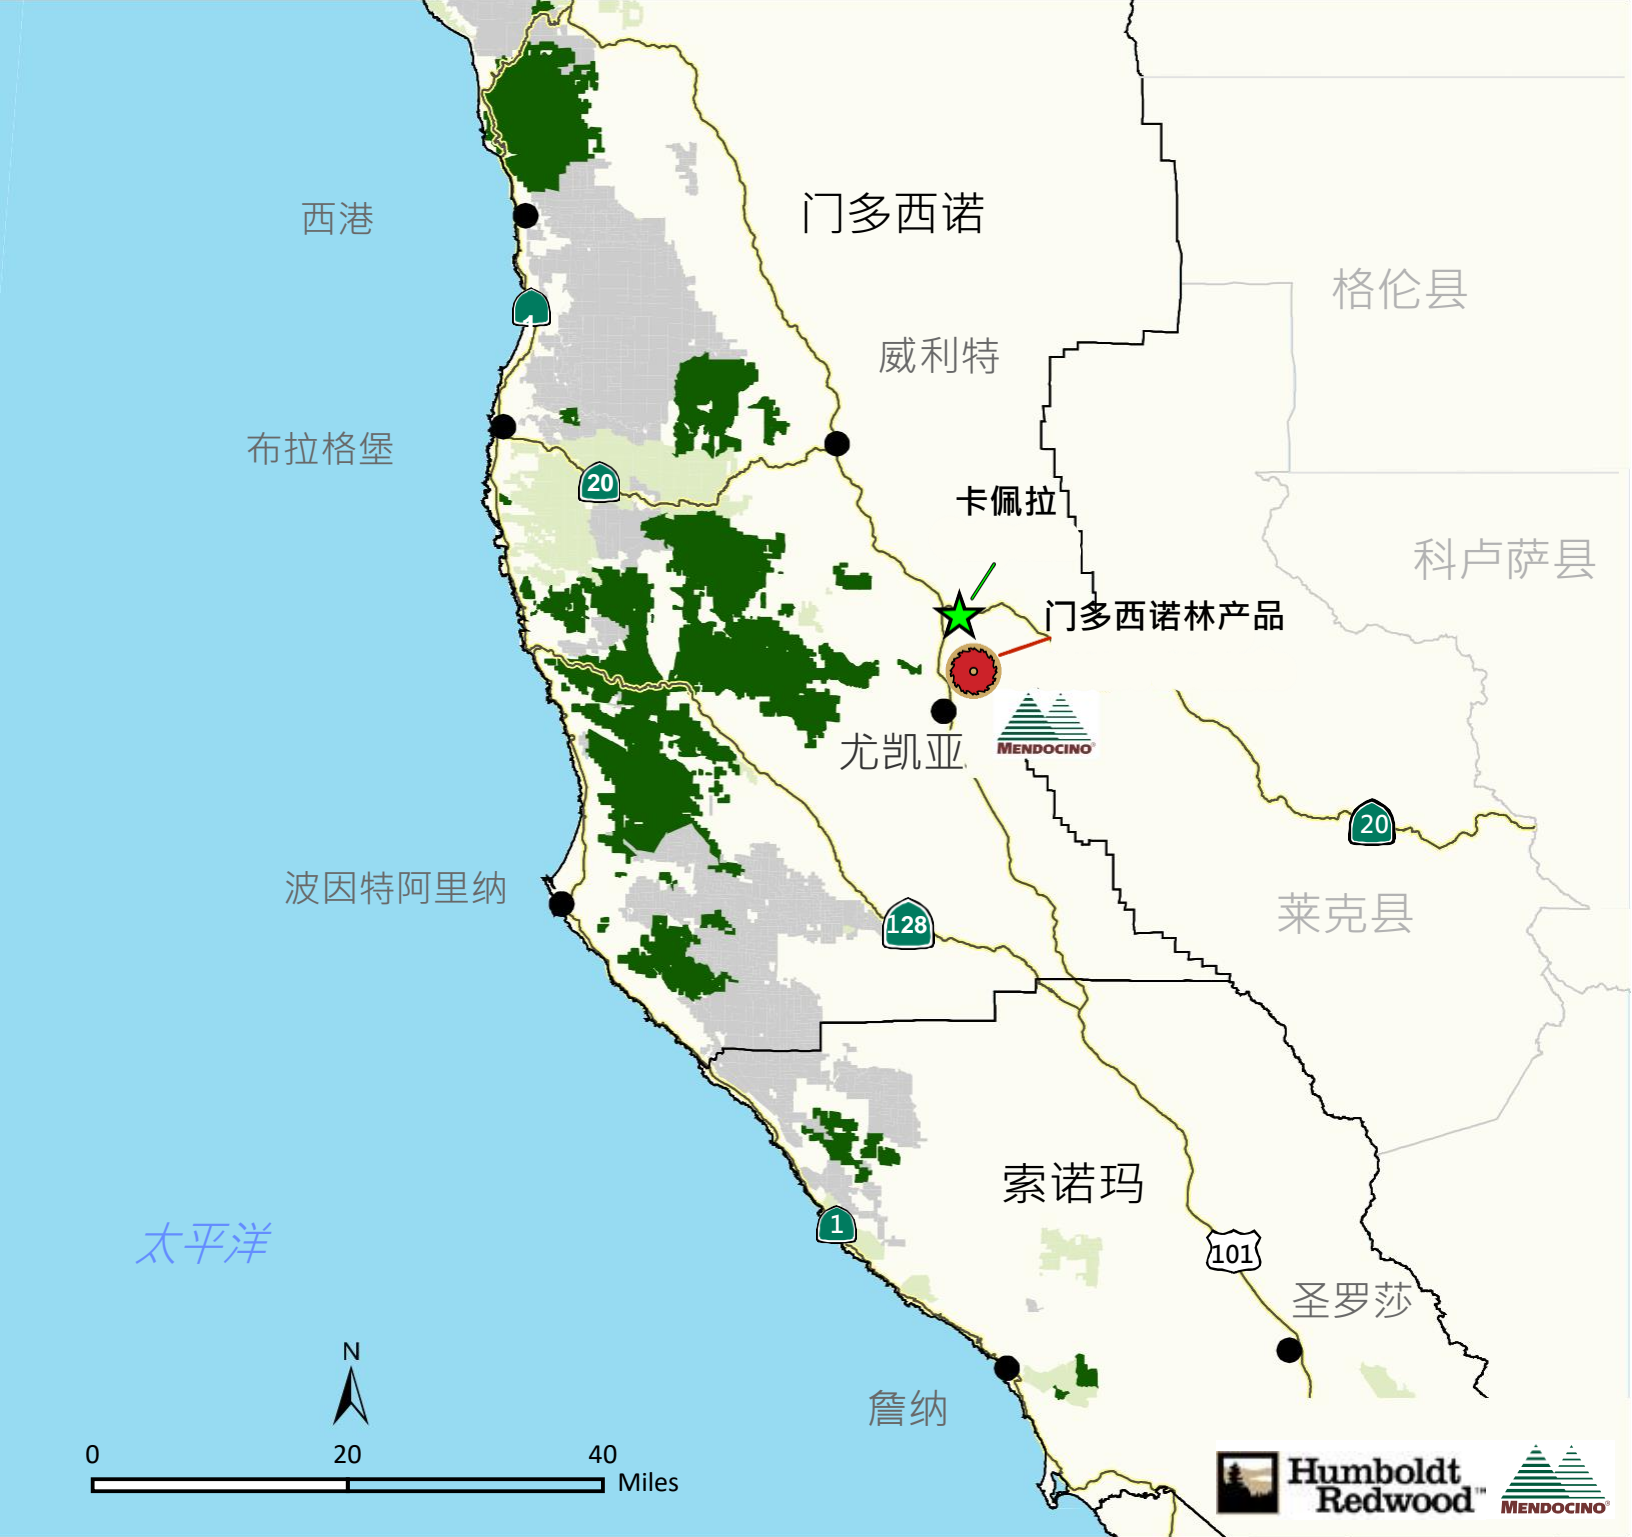 西港
门多西诺
格伦县
1
威利特
布拉格堡
20
卡佩拉
科卢萨县
门多西诺林产品
尤凯亚
MENDOCINO®
20
波因特阿里纳
128
莱克县
索诺玛
1
太平洋
101
圣罗莎
N
詹纳
0 20 40
Miles
Humboldt
Redwood™
MENDOCINO®